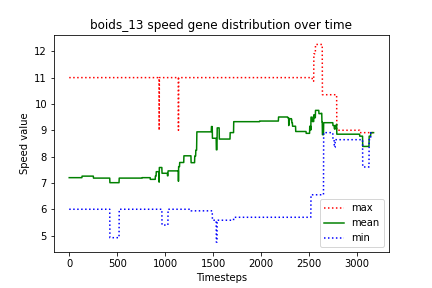 boids_13 speed gene distribution over time
Speed value
12
11
10
9
8
7
6
5
0
500
1000
1500
2000
2500
3000
Timesteps
max
mean
min